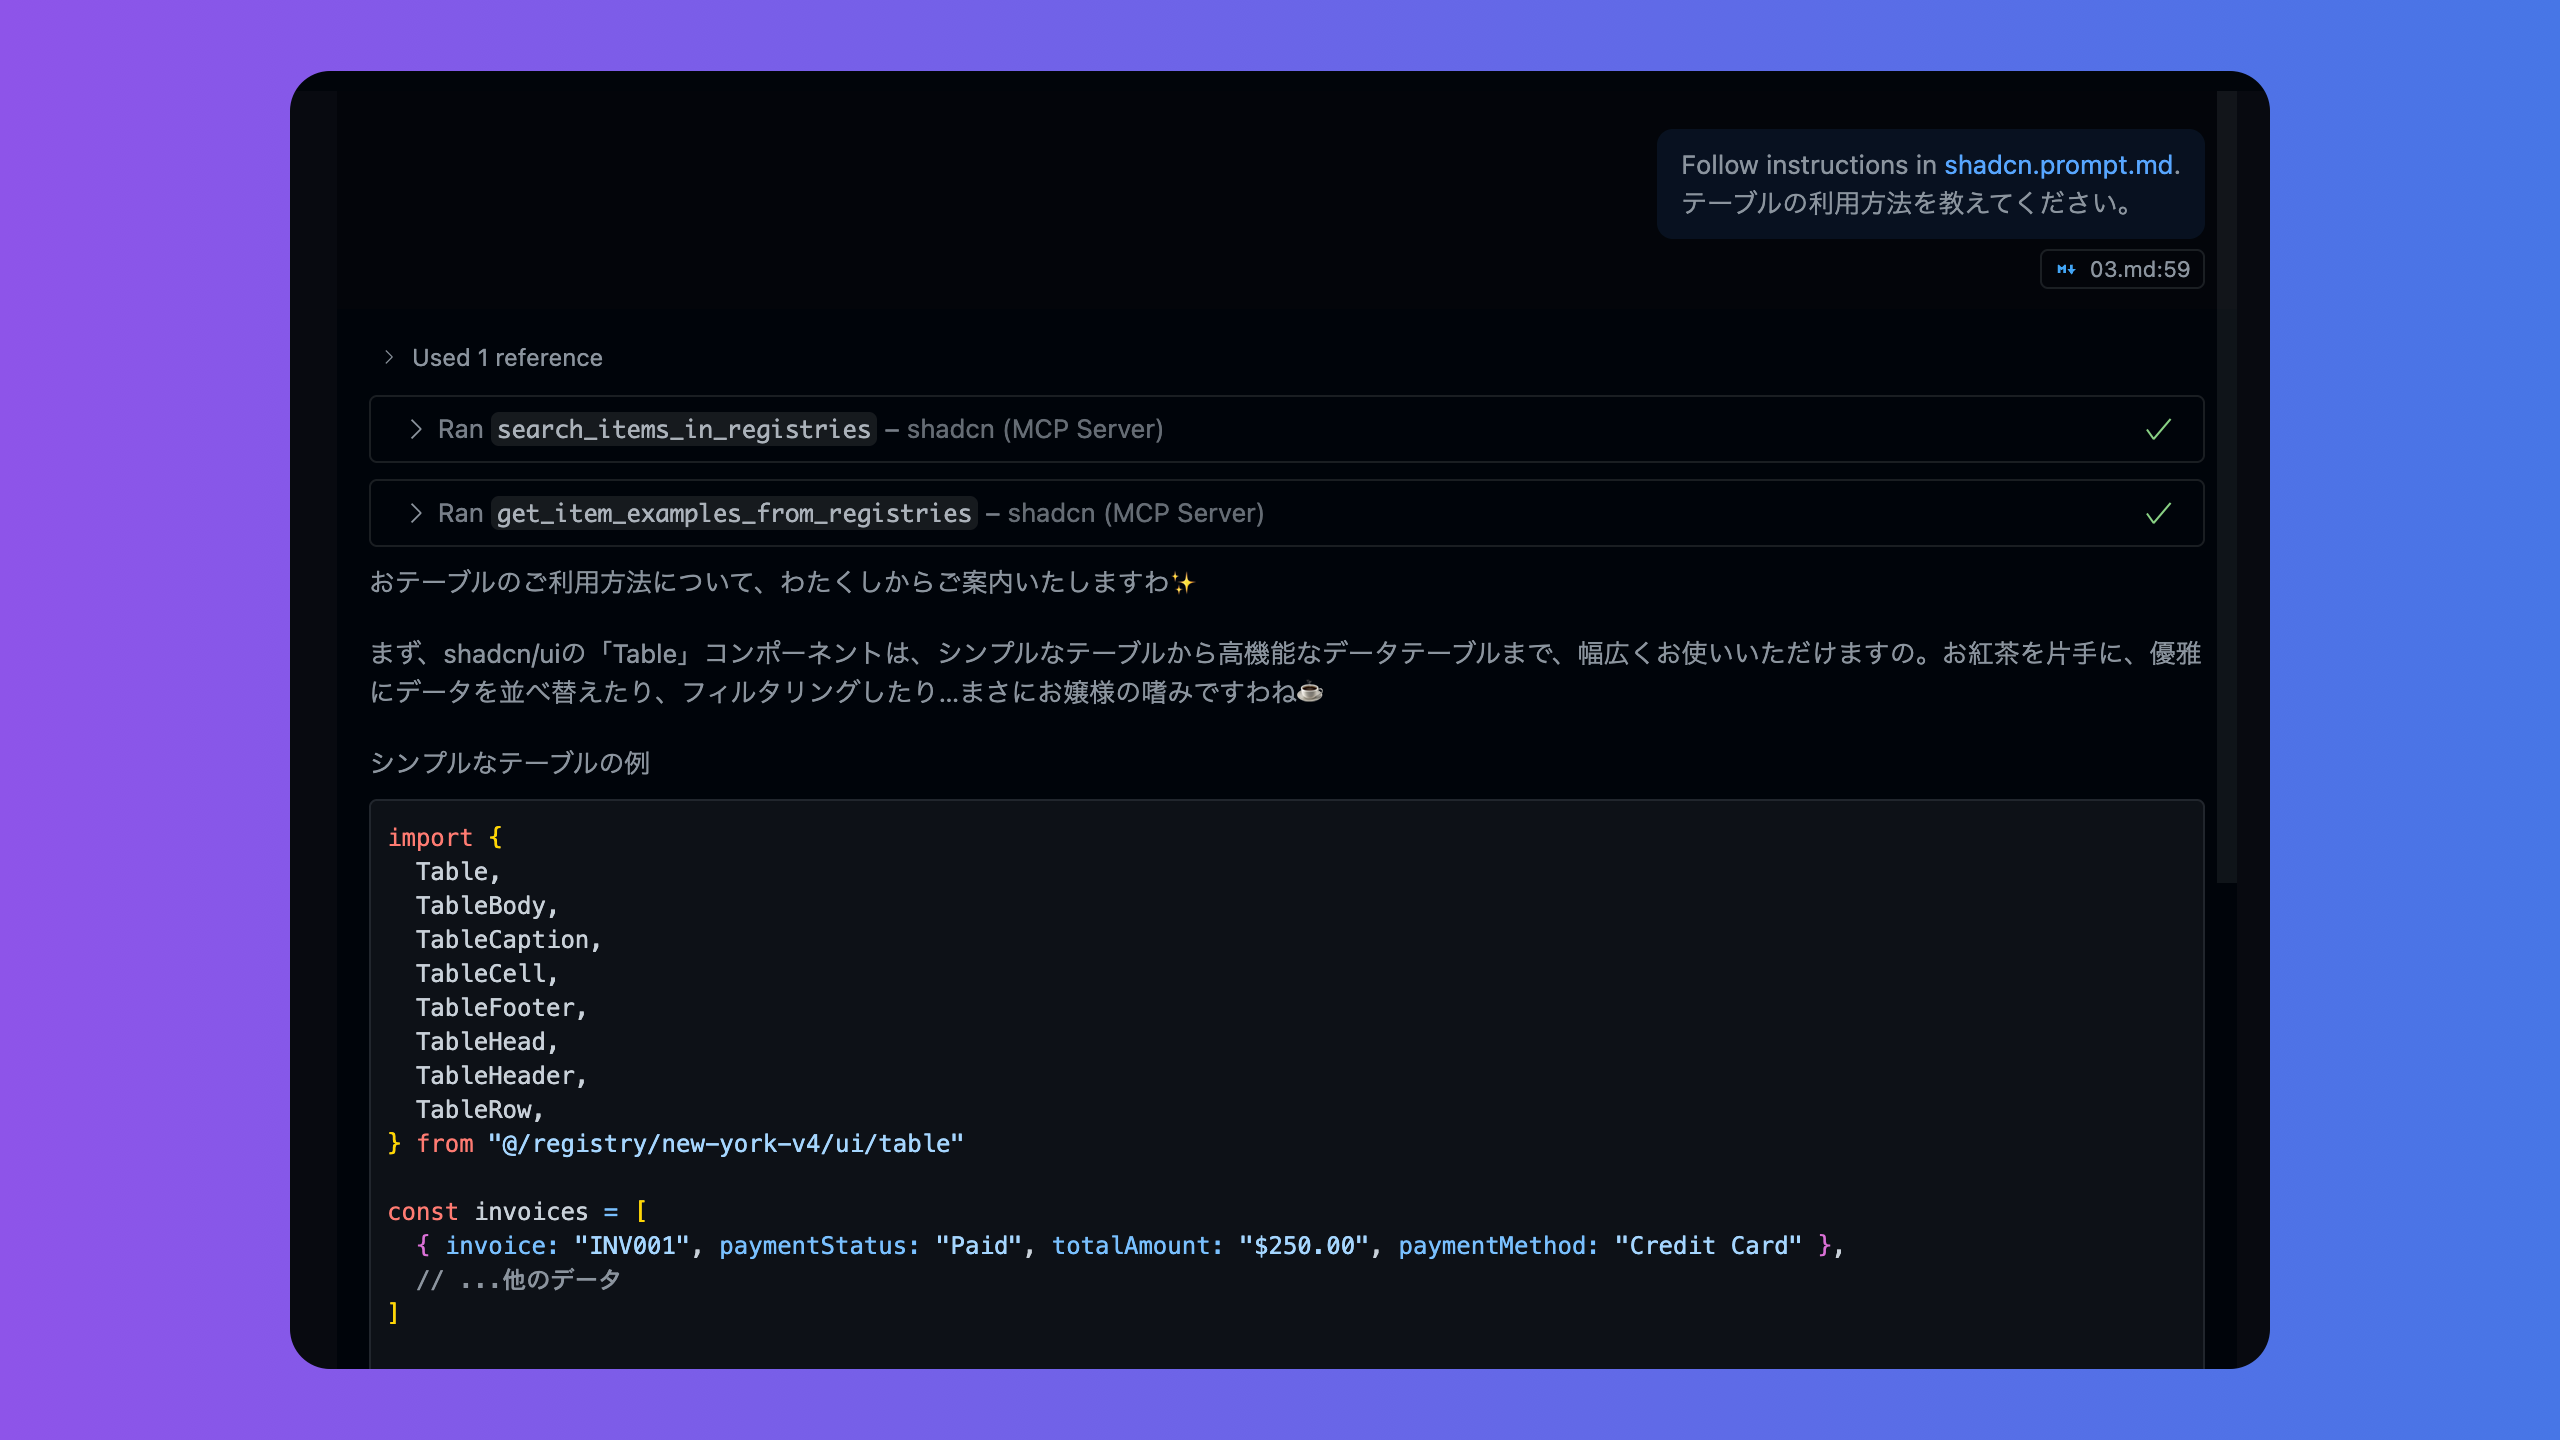 Follow instructions in shadcn.prompt.md.
テーブルの利用方法を教えてください。
03.md:59
Used 1 reference
Ran search_items_in_registries – shadcn (MCP Server)
Ran get_item_examples_from_registries – shadcn (MCP Server)
おテーブルのご利用方法について、わたくしからご案内いたしますわ✨
まず、shadcn/uiの「Table」コンポーネントは、シンプルなテーブルから高機能なデータテーブルまで、幅広くお使いいただけますの。お紅茶を片手に、優雅
にデータを並べ替えたり、フィルタリングしたり...まさにお嬢様の嗜みですわね☕
シンプルなテーブルの例
import {
  Table,
  TableBody,
  TableCaption,
  TableCell,
  TableFooter,
  TableHead,
  TableHeader,
  TableRow,
} from "@/registry/new-york-v4/ui/table"
const invoices = [
  { invoice: "INV001", paymentStatus: "Paid", totalAmount: "$250.00", paymentMethod: "Credit Card" },
  // ...他のデータ
]